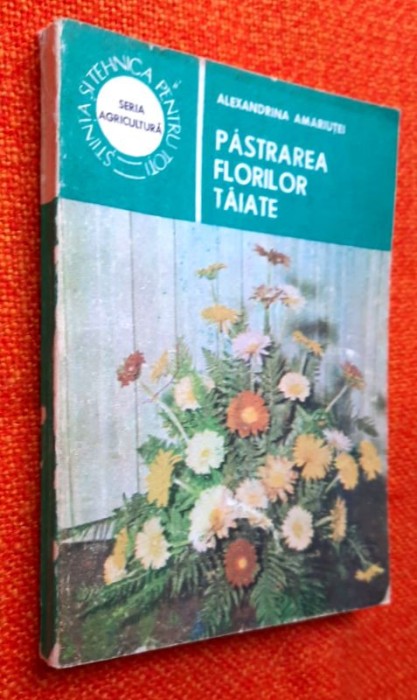 ȘTIINȚA ȘI TEHNICA PENTRU TOȚI
SERIA
AGRICULTURĂ
ALEXANDRINA AMARIUȚEI
PĂSTRAREA
FLORILOR
TĂIATE